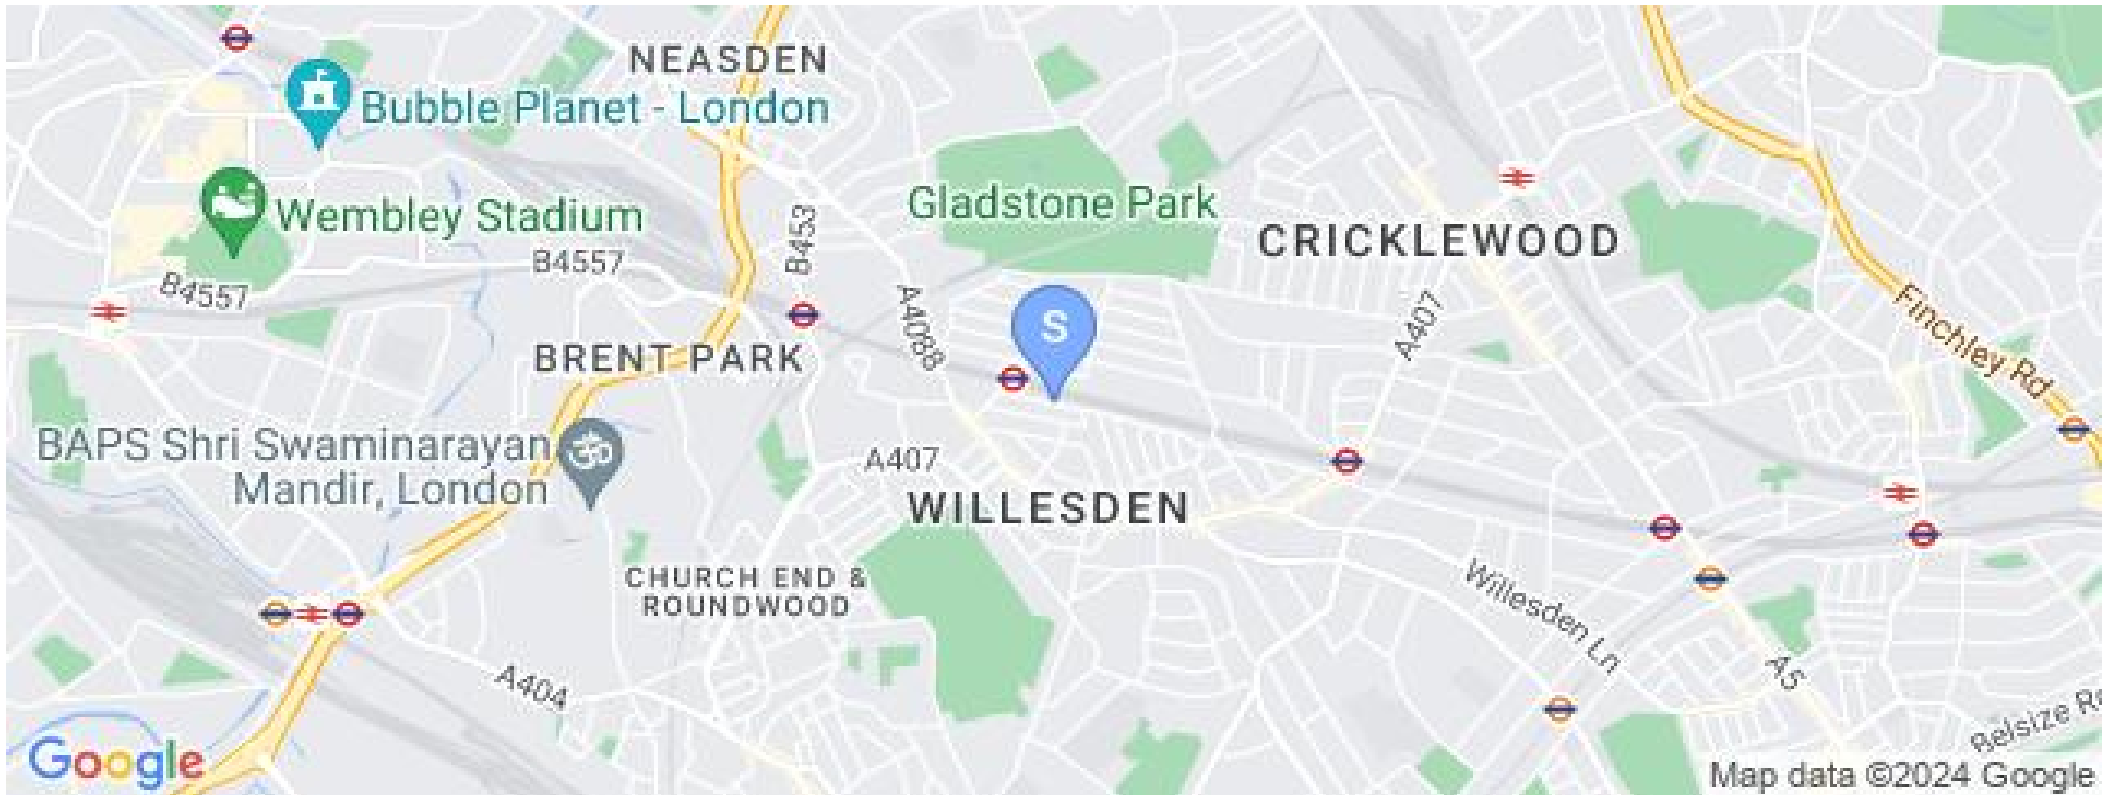 NEASDEN
Bubble Planet - London
Wembley Stadium
B453
Gladstone Park
CRICKLEWOOD
B4557
B4557
A4088
S
A407
Finchley Rd
BRENT PARK
BAPS Shri Swaminarayan
Mandir, London
ॐ
A407
WILLESDEN
CHURCH END &
ROUNDWOOD
Willesden Ln
A404
A5
Belsize R
Google
Map data ©2024 Google